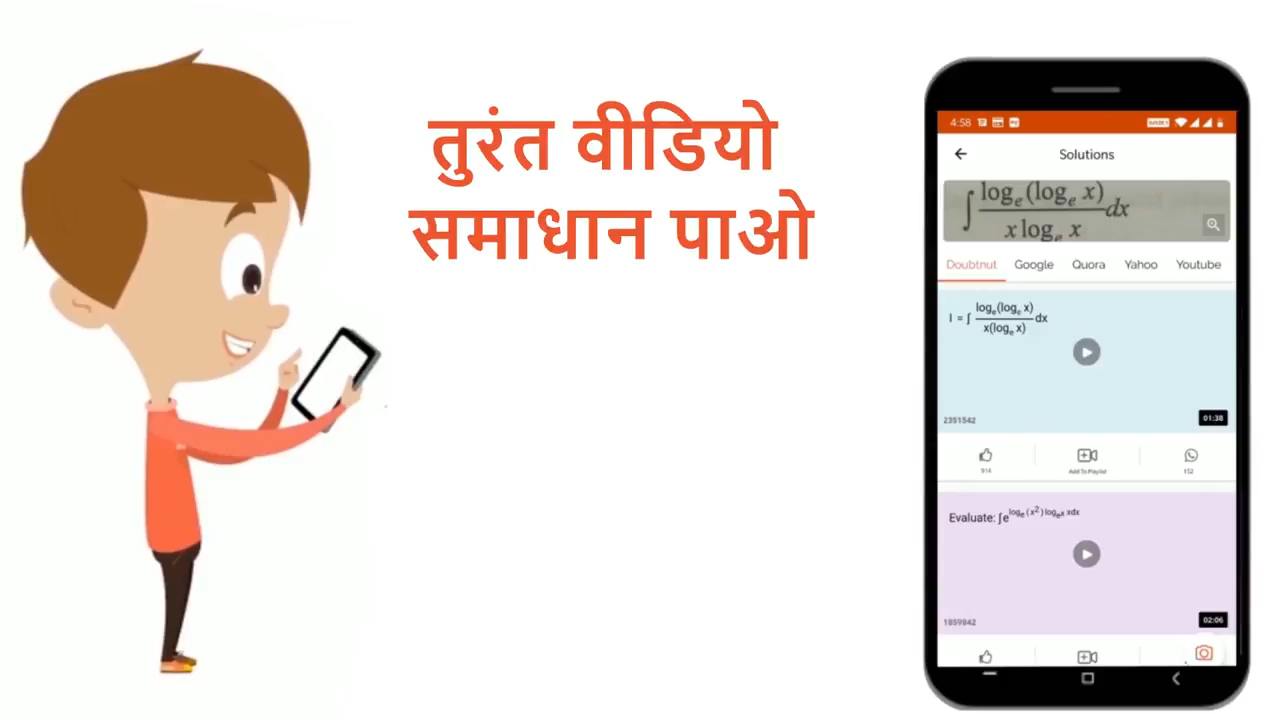 तुरंत वीडियो
समाधान पाओ
4:58
Solutions
∫ logₑ(logₑ x) / x logₑ x dx
Doubtnut Google Quora Yahoo Youtube
I = ∫ logₑ(logₑ x) / x(logₑ x) dx
2351542
01:38
914
Add To Playlist
152
Evaluate: ∫e^logₑ(x²) logₑx xdx
1859842
02:06